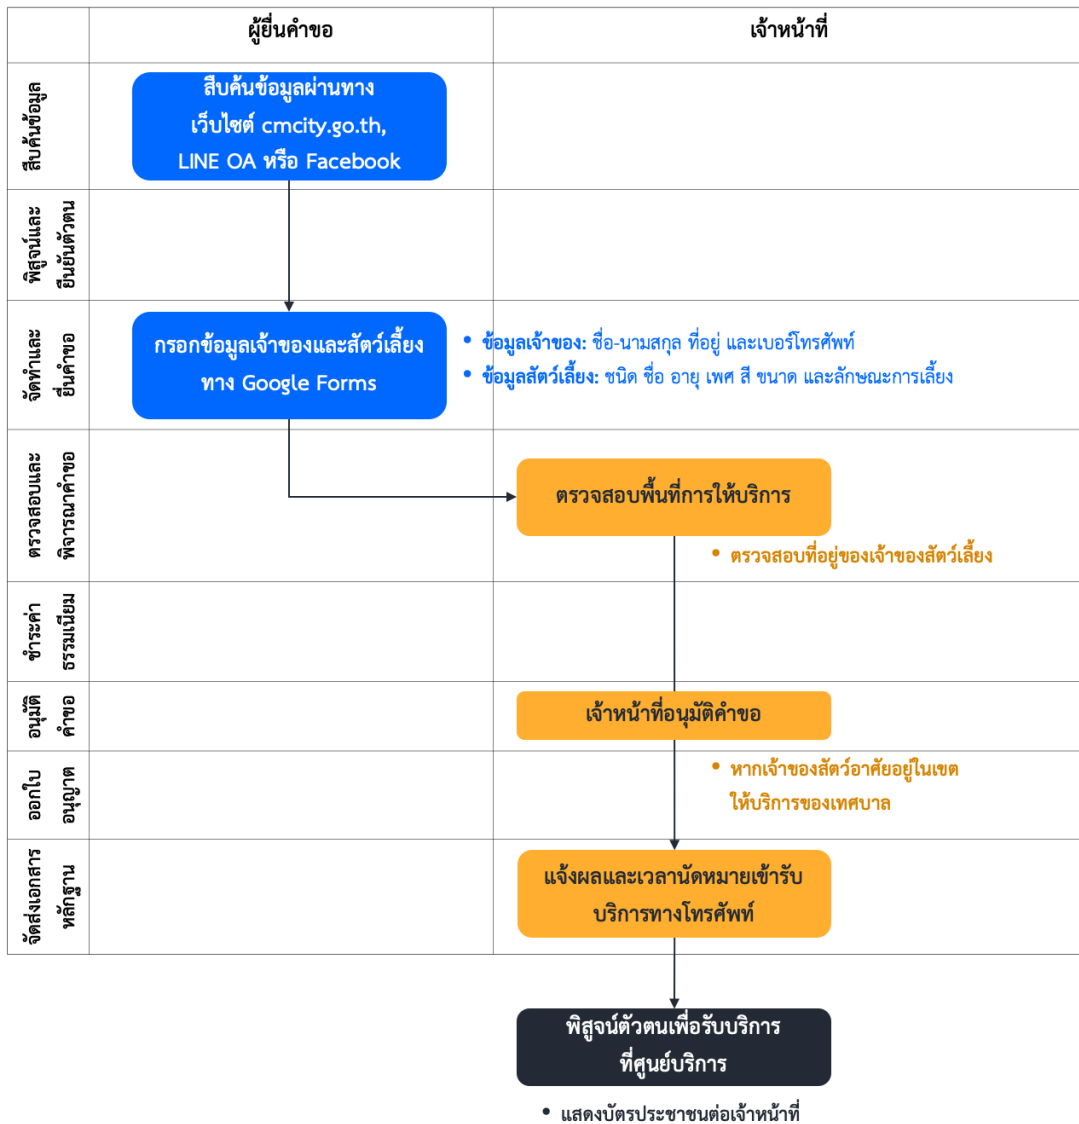 ผู้ยื่นคำขอ
เจ้าหน้าที่
สืบค้นข้อมูล
สืบค้นข้อมูลผ่านทาง
เว็บไซต์ cmcity.go.th,
LINE OA หรือ Facebook
พิสูจน์และ
ยืนยันตัวตน
จัดทำและ
ยื่นคำขอ
กรอกข้อมูลเจ้าของและสัตว์เลี้ยง
ทาง Google Forms
• ข้อมูลเจ้าของ: ชื่อ-นามสกุล ที่อยู่ และเบอร์โทรศัพท์
• ข้อมูลสัตว์เลี้ยง: ชนิด ชื่อ อายุ เพศ สี ขนาด และลักษณะการเลี้ยง
ตรวจสอบและ
พิจารณาคำขอ
ตรวจสอบพื้นที่การให้บริการ
• ตรวจสอบที่อยู่ของเจ้าของสัตว์เลี้ยง
ชำระค่า
ธรรมเนียม
อนุมัติ
คำขอ
เจ้าหน้าที่อนุมัติคำขอ
ออกใบ
อนุญาต
• หากเจ้าของสัตว์อาศัยอยู่ในเขต
ให้บริการของเทศบาล
จัดส่งเอกสาร
หลักฐาน
แจ้งผลและเวลานัดหมายเข้ารับ
บริการทางโทรศัพท์
พิสูจน์ตัวตนเพื่อรับบริการ
ที่ศูนย์บริการ
• แสดงบัตรประชาชนต่อเจ้าหน้าที่